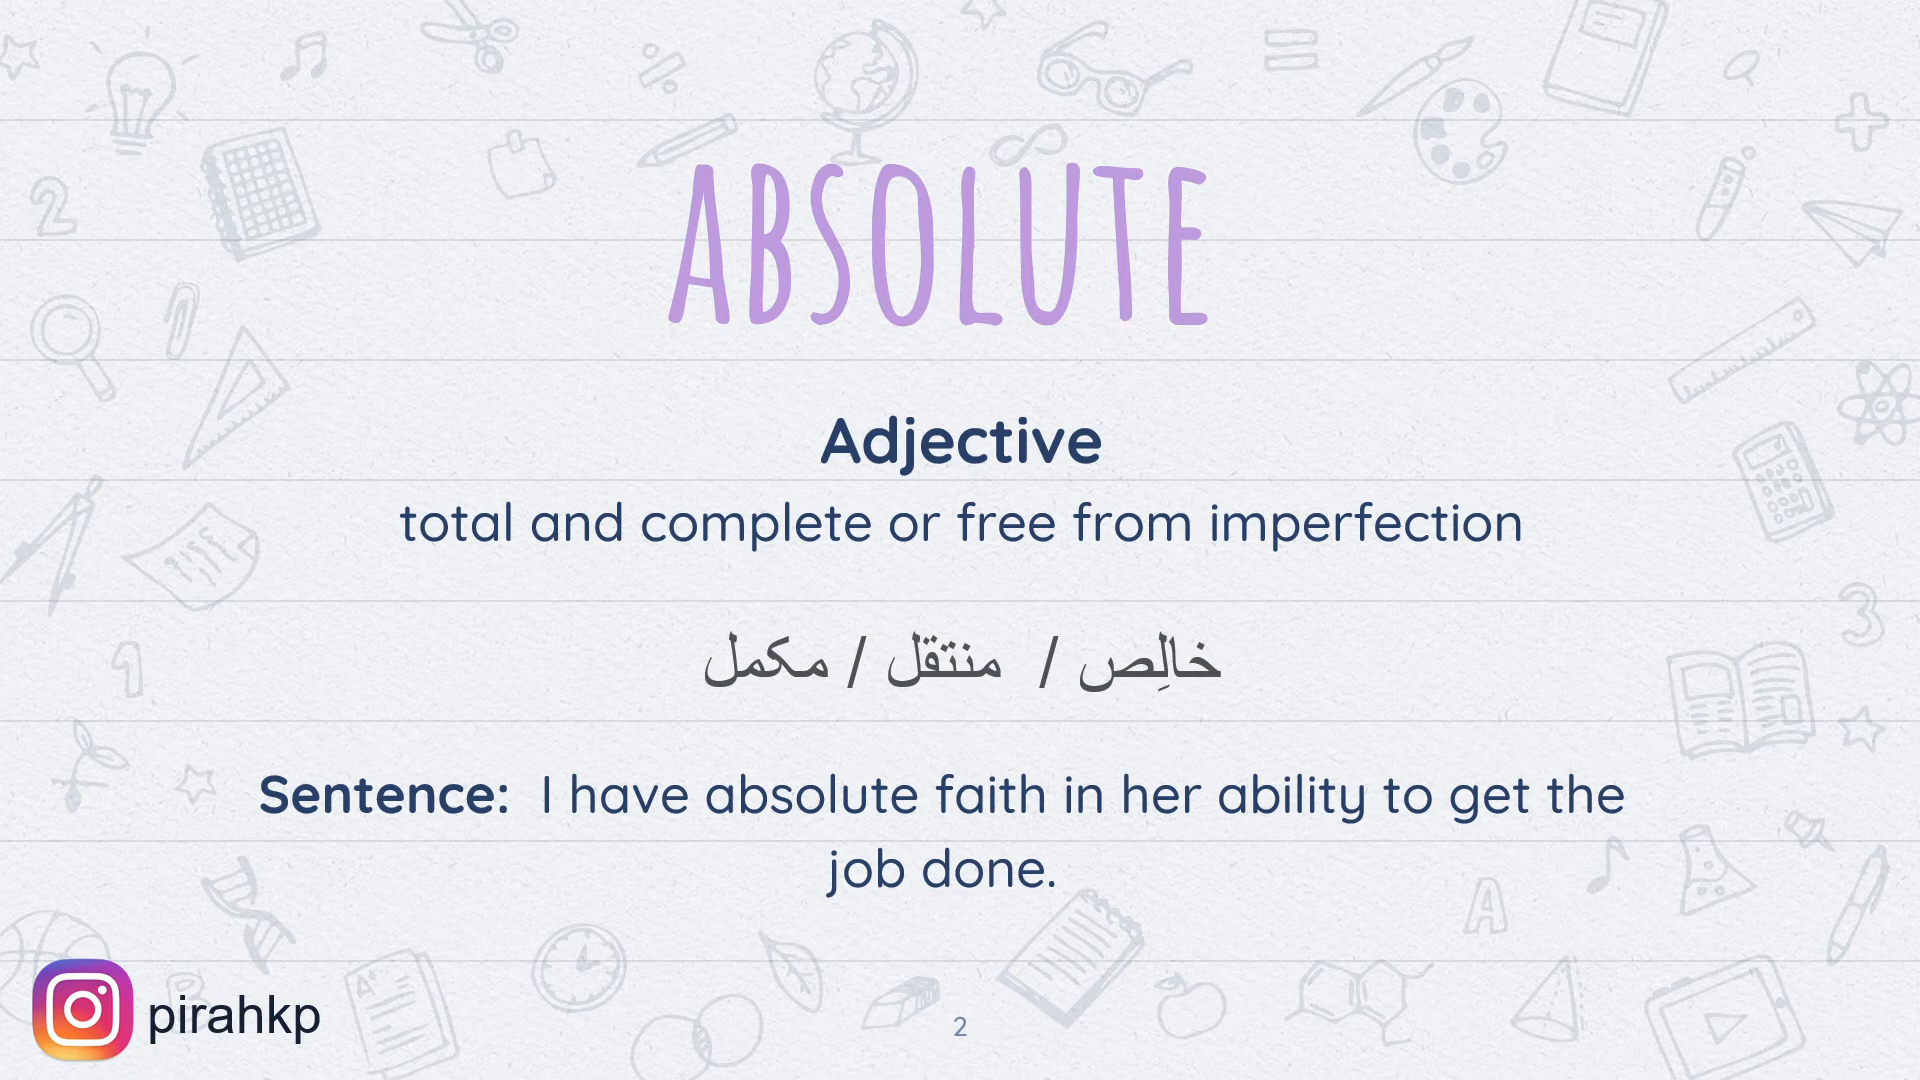 ABSOLUTE
Adjective
total and complete or free from imperfection
خالِص / منتقل / مكمل
Sentence: I have absolute faith in her ability to get the
job done.
pirahkp
2